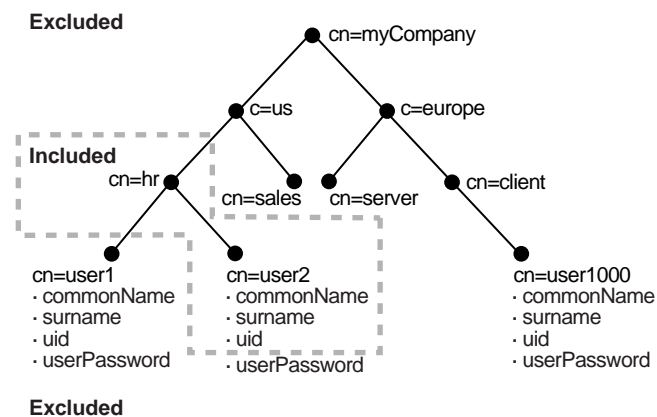 Excluded
cn=myCompany
c=us
c=europe
Included
cn=hr
cn=sales
cn=server
cn=client
cn=user1
· commonName
· surname
· uid
· userPassword
cn=user2
· commonName
· surname
· uid
· userPassword
cn=user1000
· commonName
· surname
· uid
· userPassword
Excluded